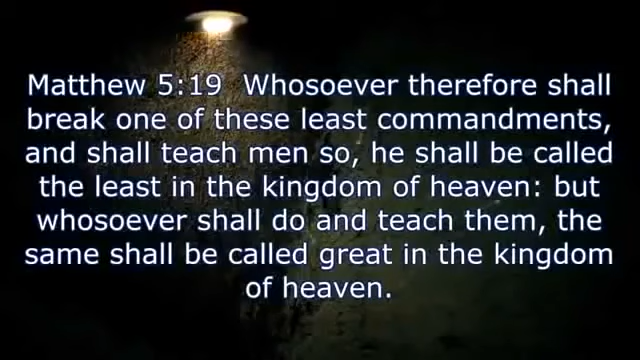 Matthew 5:19  Whosoever therefore shall
break one of these least commandments,
and shall teach men so, he shall be called
the least in the kingdom of heaven: but
whosoever shall do and teach them, the
same shall be called great in the kingdom
of heaven.